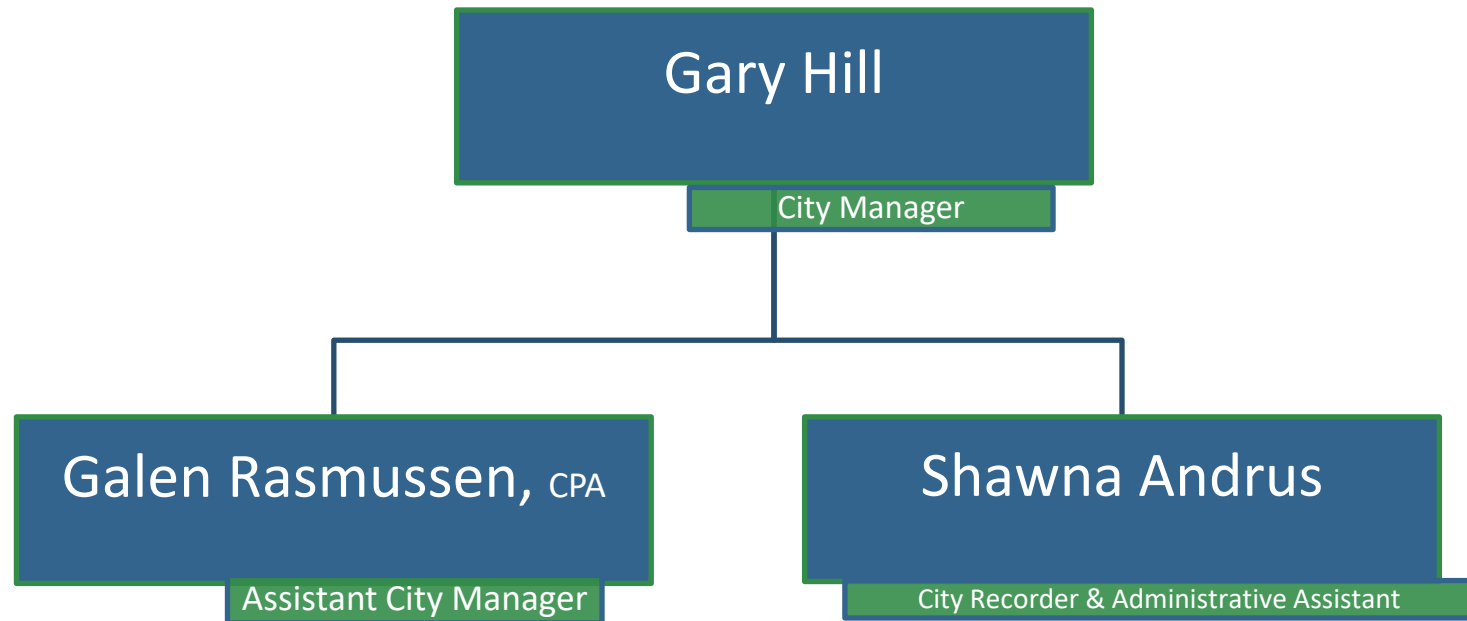 Gary Hill
City Manager
Galen Rasmussen, CPA
Assistant City Manager
Shawna Andrus
City Recorder & Administrative Assistant